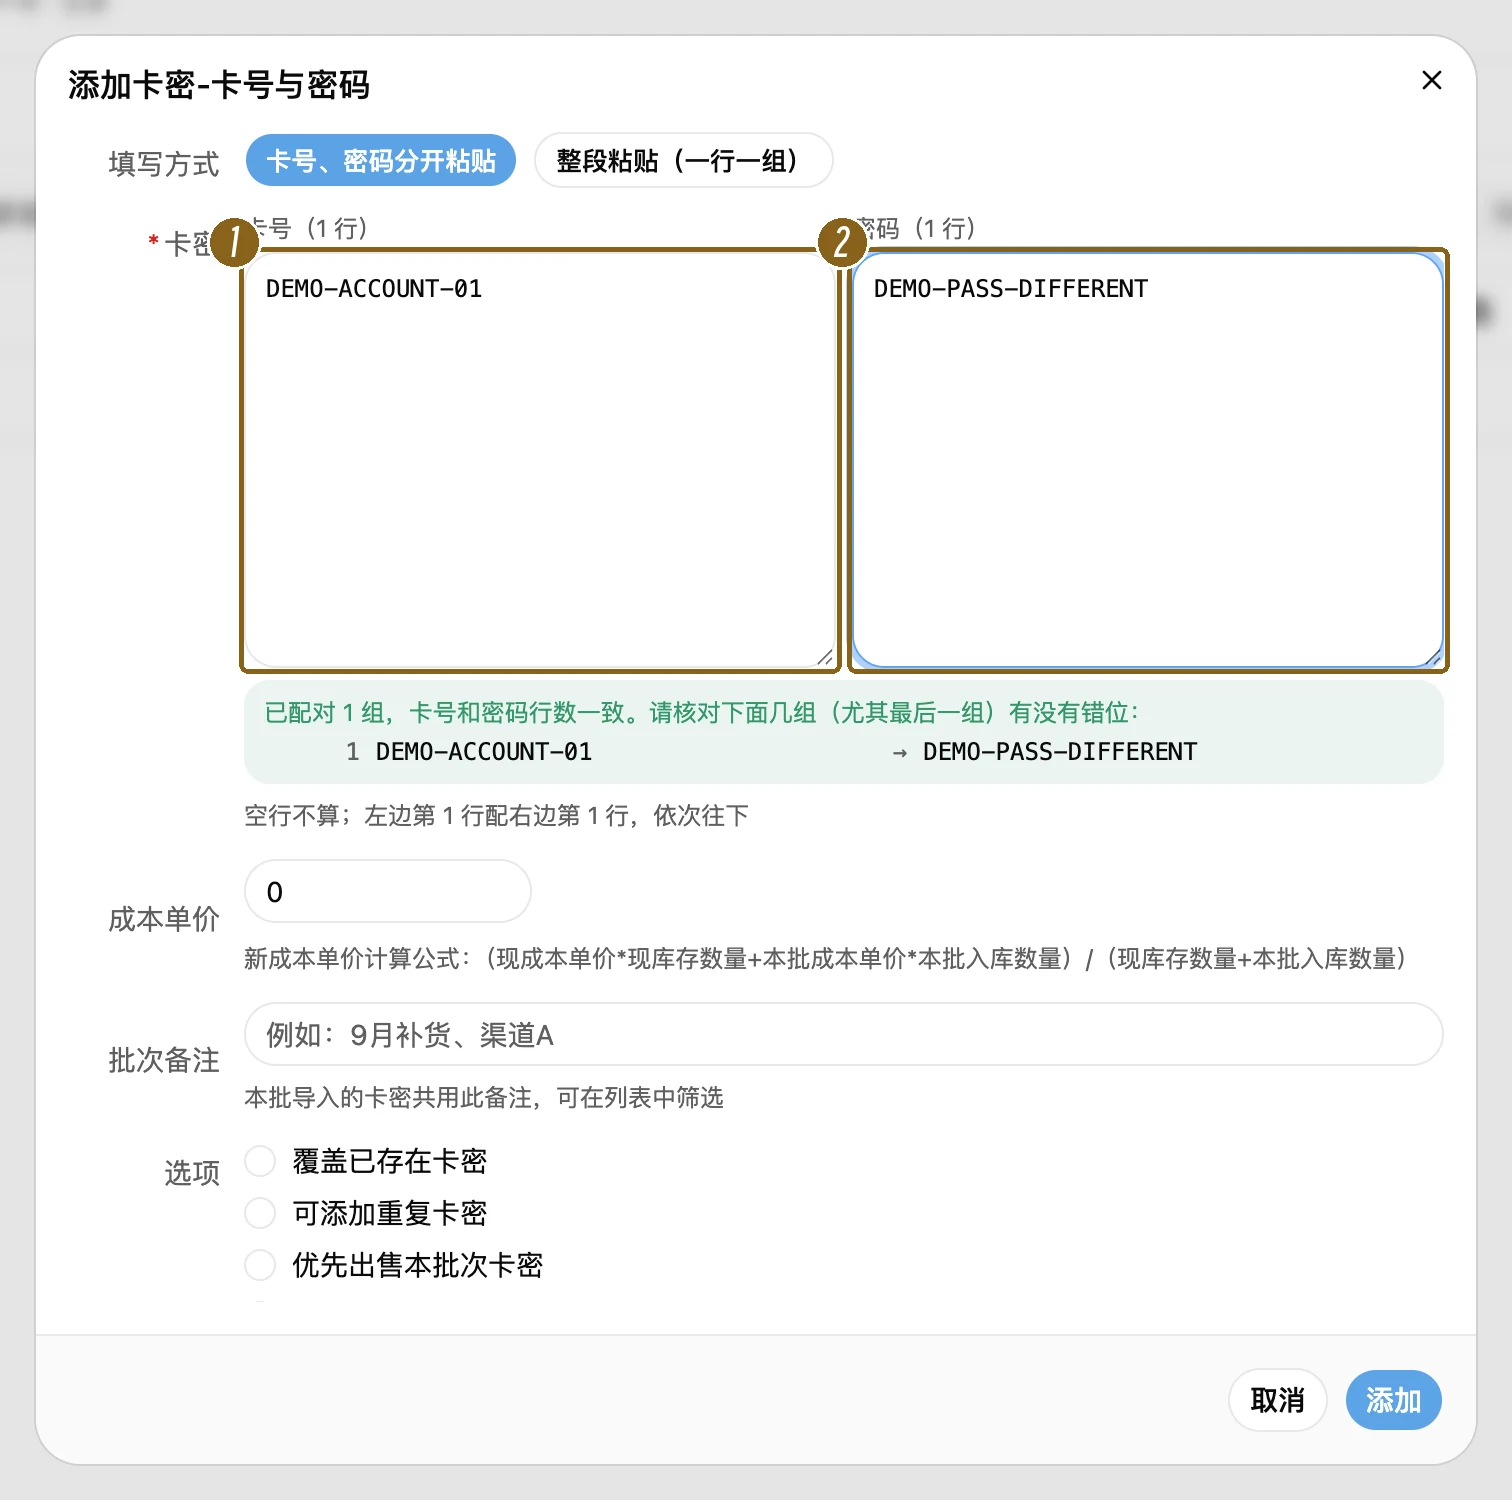 添加卡密-卡号与密码
填写方式
卡号、密码分开粘贴
整段粘贴（一行一组）
* 卡密
1
卡号（1 行）
2
密码（1 行）
DEMO-ACCOUNT-01
DEMO-PASS-DIFFERENT
已配对 1 组，卡号和密码行数一致。请核对下面几组（尤其最后一组）有没有错位：
1 DEMO-ACCOUNT-01 → DEMO-PASS-DIFFERENT
空行不算；左边第 1 行配右边第 1 行，依次往下
成本单价
0
新成本单价计算公式：（现成本单价*现库存数量+本批成本单价*本批入库数量）/（现库存数量+本批入库数量）
批次备注
例如：9月补货、渠道A
本批导入的卡密共用此备注，可在列表中筛选
选项
覆盖已存在卡密
可添加重复卡密
优先出售本批次卡密
取消
添加